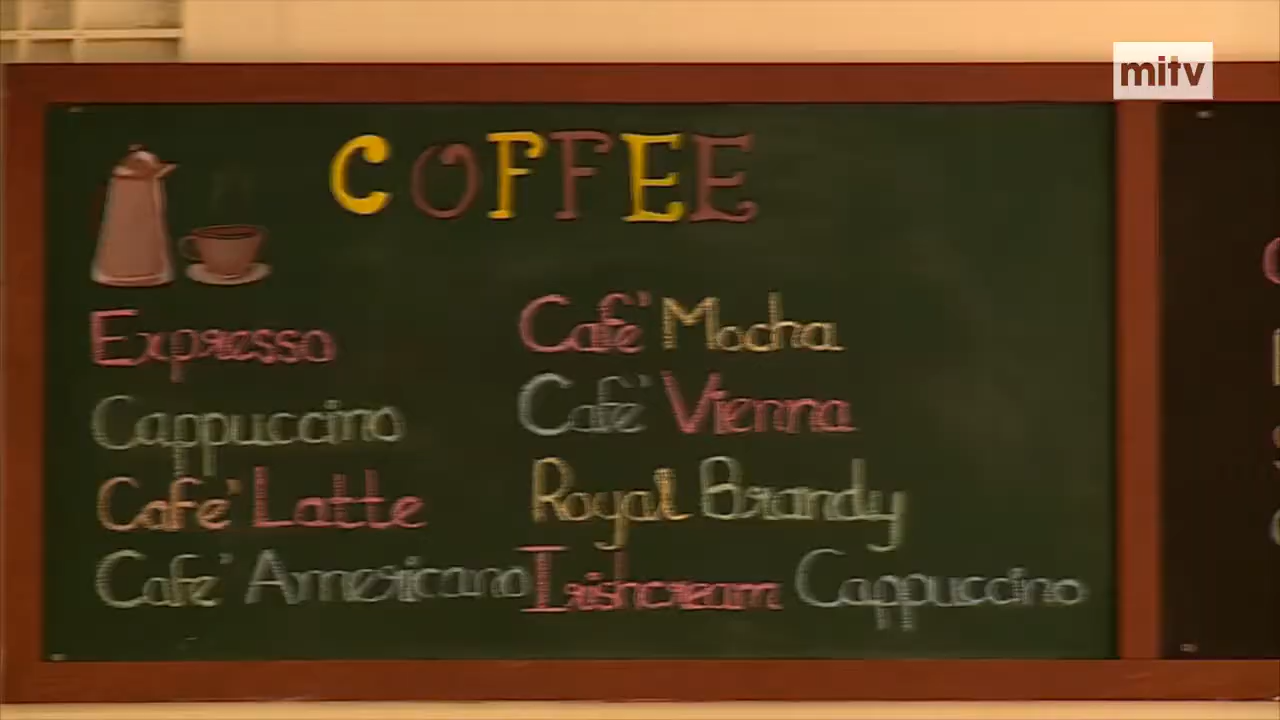 mitv
COFFEE
Expresso
Cappuccino
Cafe' Latte
Cafe' Americano
Cafe' Mocha
Cafe' Vienna
Royal Brandy
Irishcream Cappuccino